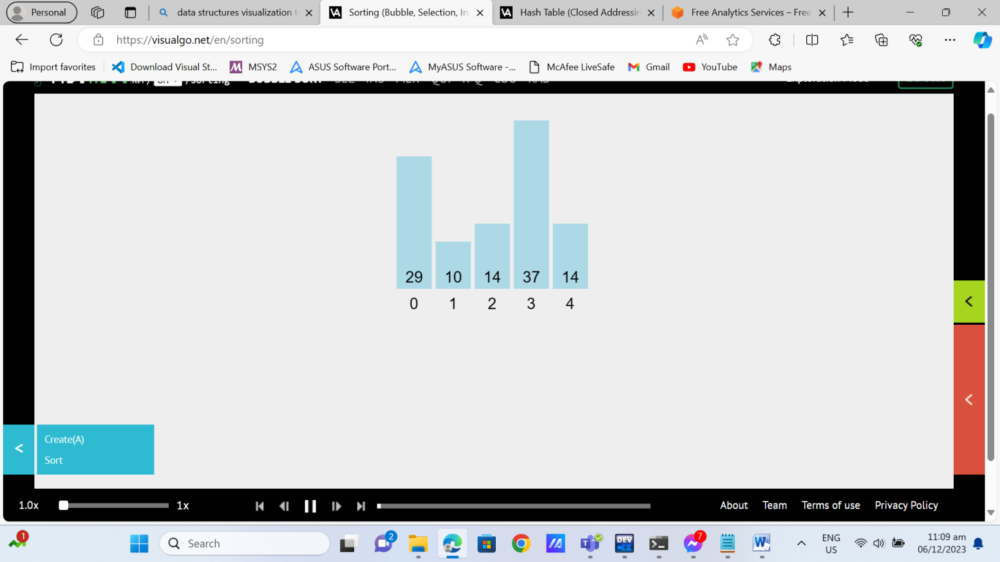 Personal
data structures visualization t
Sorting (Bubble, Selection, Ins
Hash Table (Closed Addressin
Free Analytics Services – Free
https://visualgo.net/en/sorting
Import favorites
Download Visual St...
MSYS2
ASUS Software Port...
MyASUS Software -...
McAfee LiveSafe
Gmail
YouTube
Maps
/sorting
29 10 14 37 14
0 1 2 3 4
Create(A)
Sort
1.0x
1x
About
Team
Terms of use
Privacy Policy
1
Search
2
DEV
7
ENG
US
11:09 am
06/12/2023